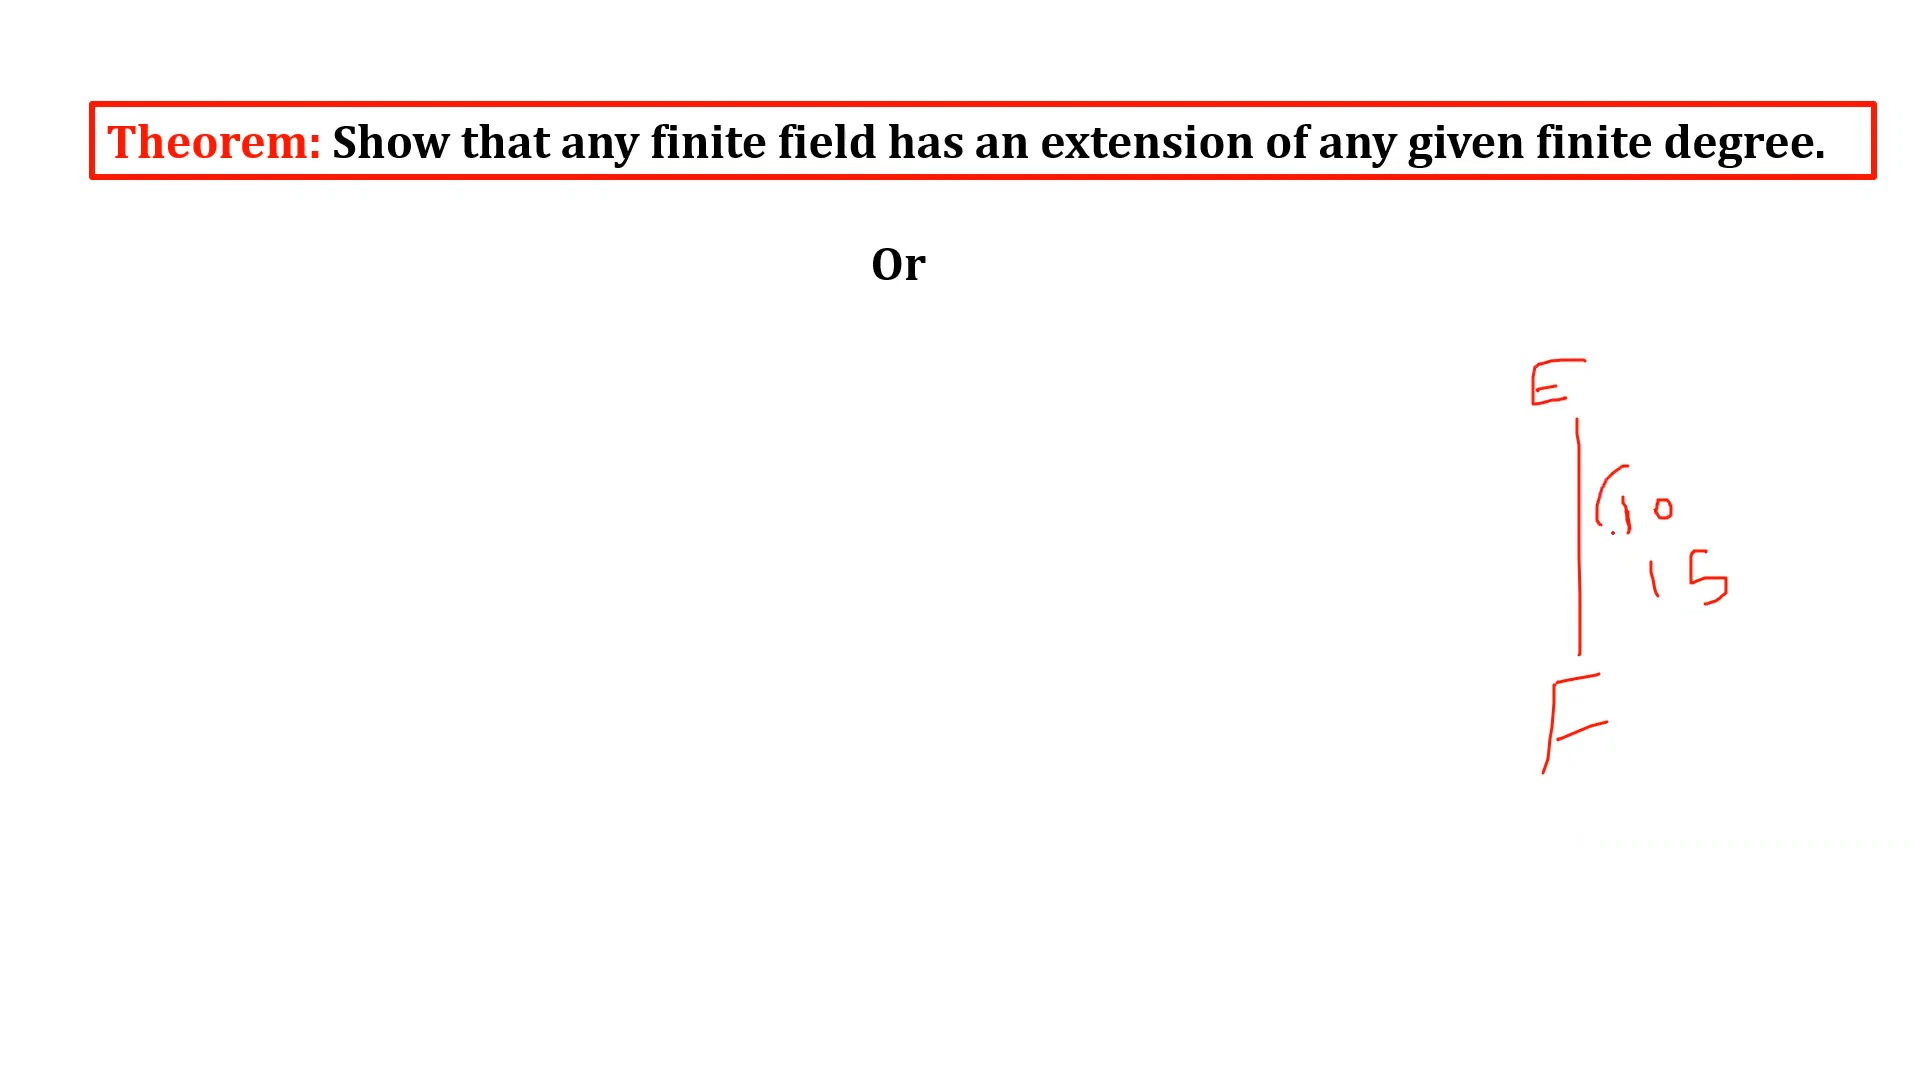 Theorem: Show that any finite field has an extension of any given finite degree.
Or
E
(10
15
F